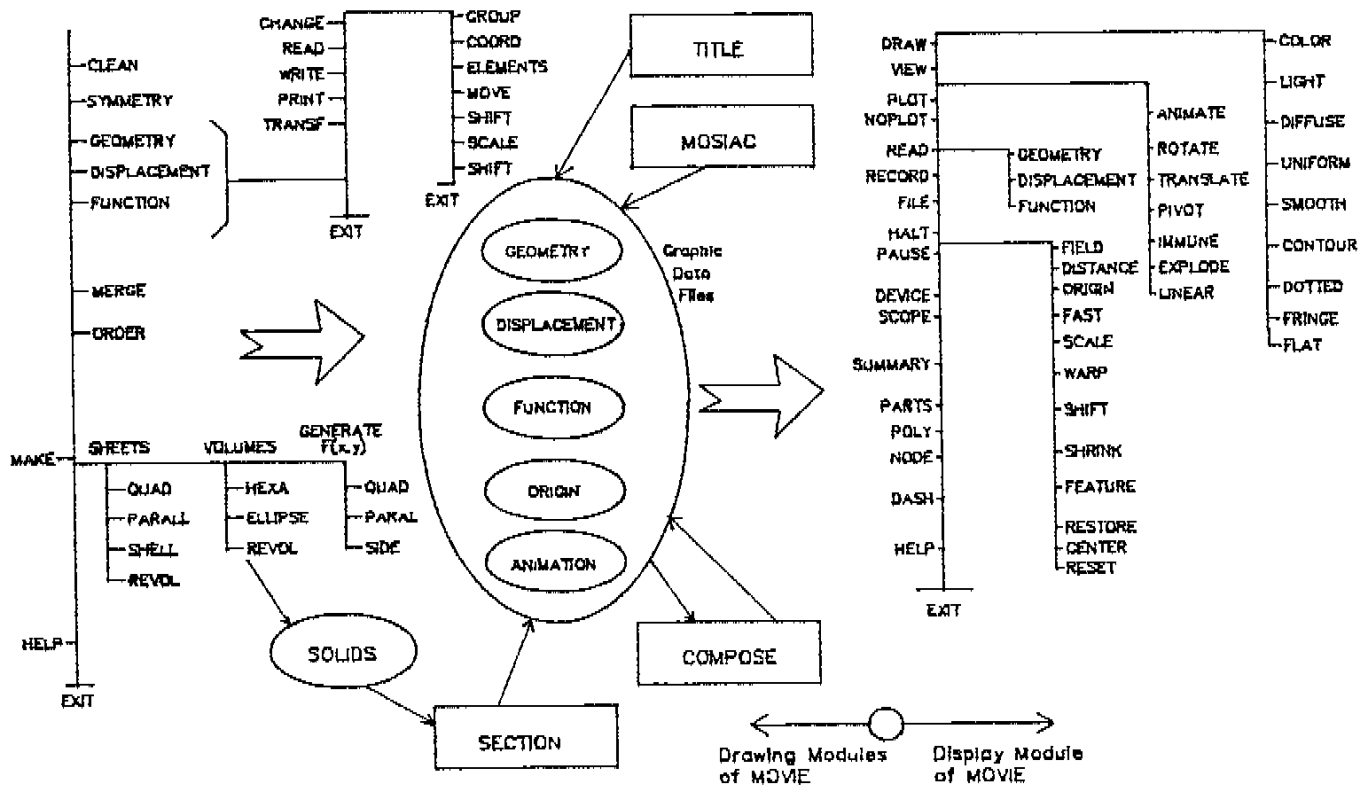 CLEAN
SYMMETRY
GEOMETRY
DISPLACEMENT
FUNCTION
MERGE
ORDER
MAKE
HELP
EXIT
CHANGE
READ
WRITE
PRINT
TRANSF
EXIT
GROUP
COORD
ELEMENTS
MOVE
SHIFT
SCALE
SHIFT
EXIT
SHEETS
QUAD
PARALL
SHELL
REVOL
VOLUMES
HEXA
ELLIPSE
REVOL
GENERATE
F(x,y)
QUAD
PARAL
SIDE
SOLIDS
SECTION
TITLE
MOSIAC
GEOMETRY
DISPLACEMENT
FUNCTION
ORIGIN
ANIMATION
Graphic
Data
Files
COMPOSE
DRAW
VIEW
PLOT
NOPLOT
READ
RECORD
FILE
HALT
PAUSE
DEVICE
SCOPE
SUMMARY
PARTS
POLY
NODE
DASH
HELP
EXIT
GEOMETRY
DISPLACEMENT
FUNCTION
FIELD
DISTANCE
ORIGIN
FAST
SCALE
WARP
SHIFT
SHRINK
FEATURE
RESTORE
CENTER
RESET
ANIMATE
ROTATE
TRANSLATE
PIVOT
IMMUNE
EXPLODE
LINEAR
COLOR
LIGHT
DIFFUSE
UNIFORM
SMOOTH
CONTOUR
DOTTED
FRINGE
FLAT
Drawing Modules
of MOVIE
Display Module
of MOVIE